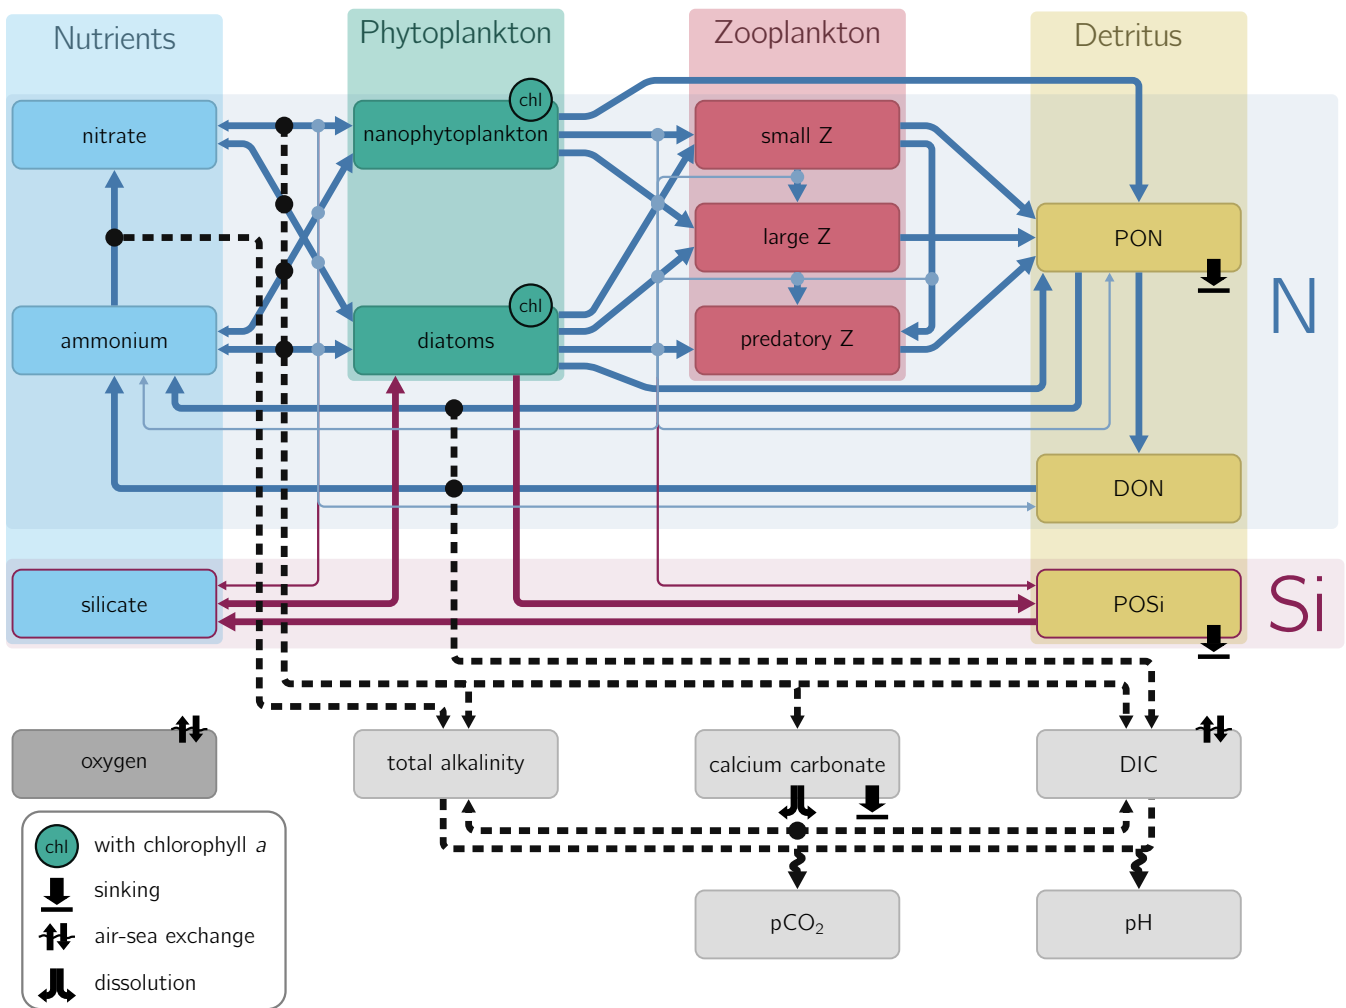 Nutrients
Phytoplankton
Zooplankton
Detritus
chl
nitrate
nanophytoplankton
small Z
large Z
PON
N
chl
ammonium
diatoms
predatory Z
DON
silicate
POSi
Si
oxygen
total alkalinity
calcium carbonate
DIC
chl with chlorophyll a
sinking
air-sea exchange
dissolution
pCO₂
pH